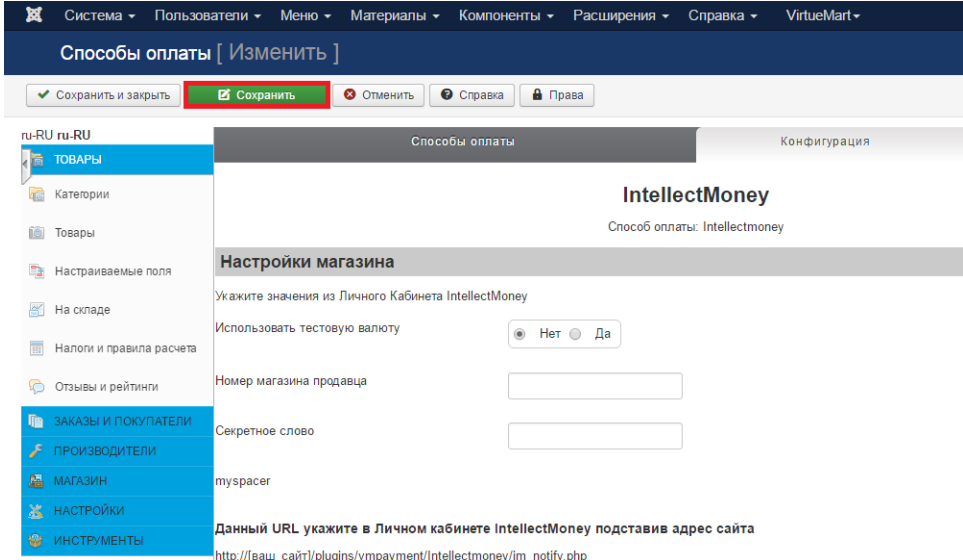 Система Пользователи Меню Материалы Компоненты Расширения Справка VirtueMart
Способы оплаты [ Изменить ]
Сохранить и закрыть Сохранить Отменить Справка Права
ru-RU ru-RU
ТОВАРЫ
Категории
Товары
Настраиваемые поля
На складе
Налоги и правила расчета
Отзывы и рейтинги
ЗАКАЗЫ И ПОКУПАТЕЛИ
ПРОИЗВОДИТЕЛИ
МАГАЗИН
НАСТРОЙКИ
ИНСТРУМЕНТЫ
Способы оплаты Конфигурация
IntellectMoney
Способ оплаты: Intellectmoney
Настройки магазина
Укажите значения из Личного Кабинета IntellectMoney
Использовать тестовую валюту Нет Да
Номер магазина продавца
Секретное слово
myspacer
Данный URL укажите в Личном кабинете IntellectMoney подставив адрес сайта
http://[ваш_сайт]/plugins/vmpayment/Intellectmoney/im_notify.php